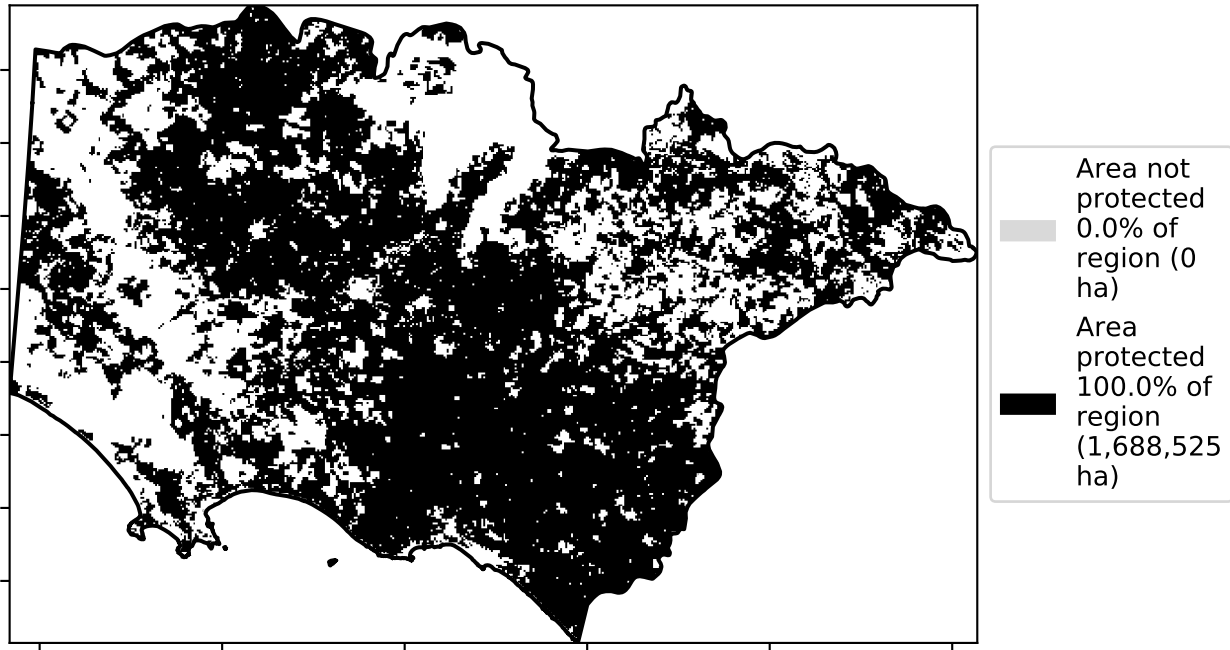 Area not
protected
0.0% of
region (0
ha)
Area
protected
100.0% of
region
(1,688,525
ha)